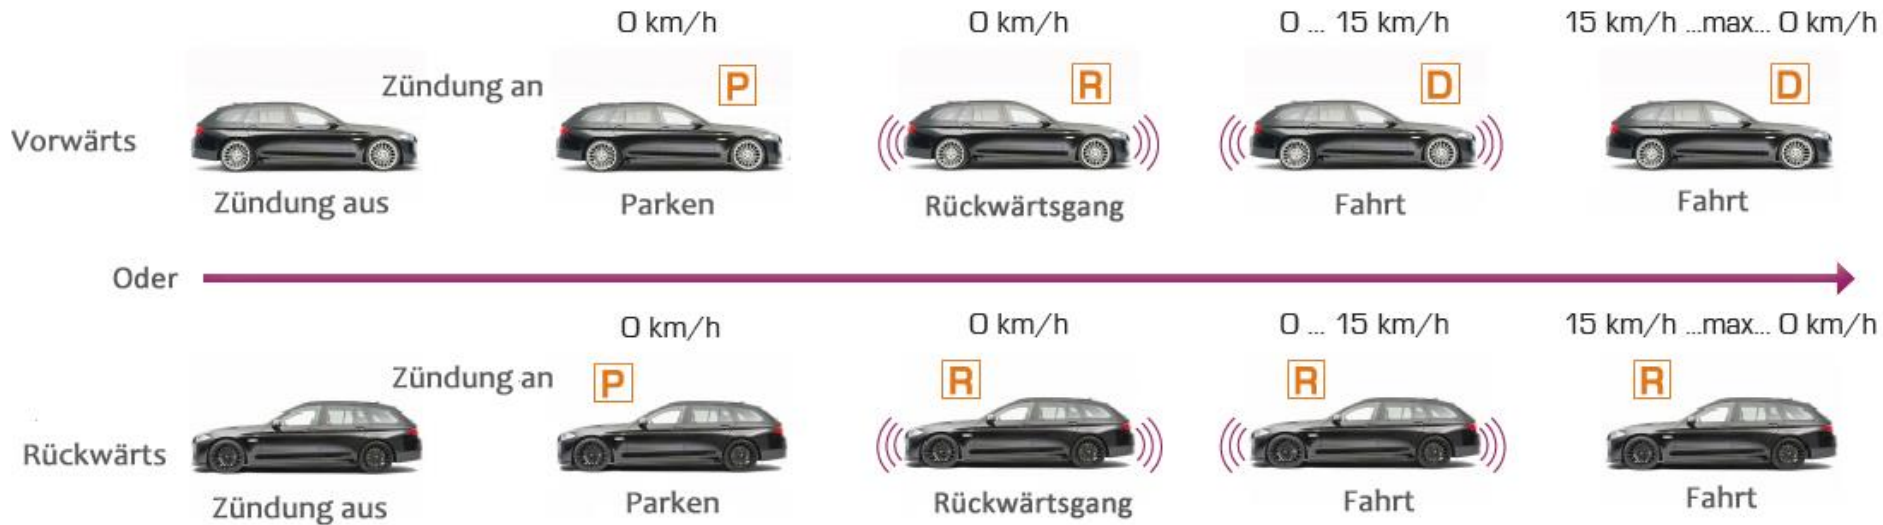 0 km/h 0 km/h 0 ... 15 km/h 15 km/h ...max... 0 km/h
Zündung an P R D D
Vorwärts
Zündung aus Parken Rückwärtsgang Fahrt Fahrt
Oder
0 km/h 0 km/h 0 ... 15 km/h 15 km/h ...max... 0 km/h
Zündung an P R R R
Rückwärts
Zündung aus Parken Rückwärtsgang Fahrt Fahrt